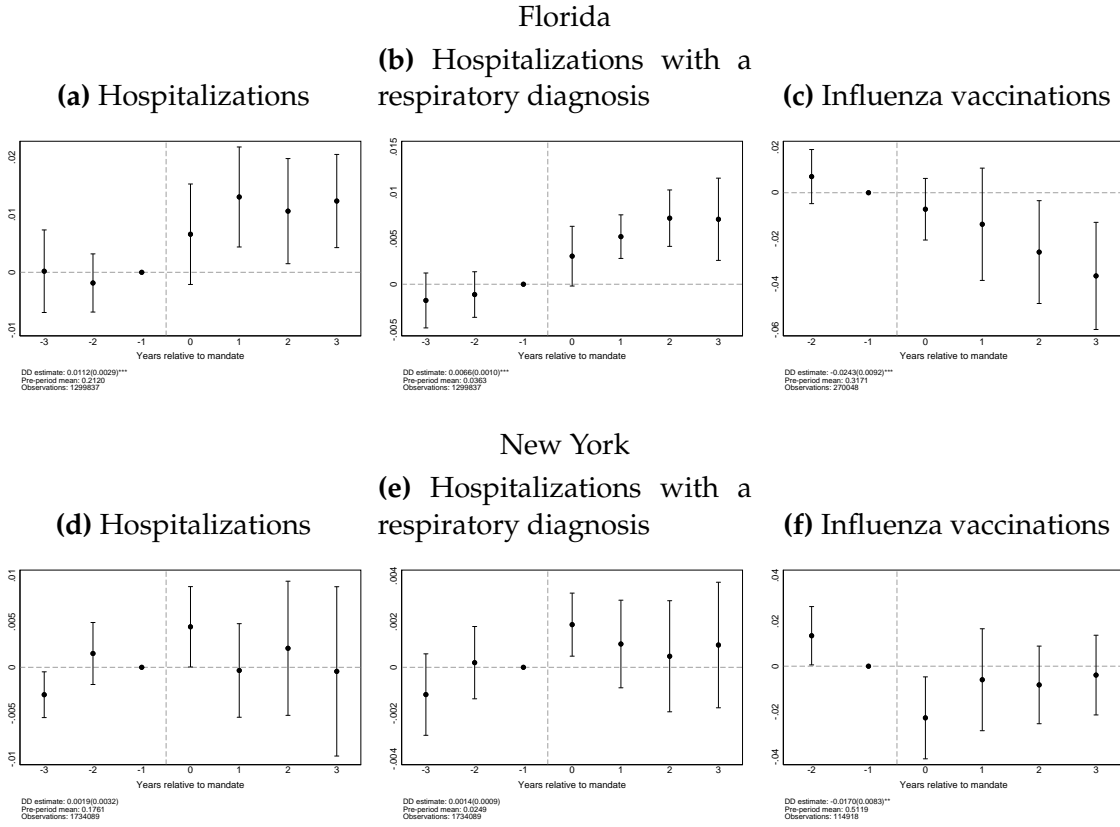 Florida
(a) Hospitalizations
(b) Hospitalizations with a
respiratory diagnosis
(c) Influenza vaccinations
-.01 0 .01 .02
-3 -2 -1 0 1 2 3
Years relative to mandate
DD estimate: 0.0112(0.0029)***
Pre-period mean: 0.2120
Observations: 1299837
-.005 0 .005 .01 .015
-3 -2 -1 0 1 2 3
Years relative to mandate
DD estimate: 0.0066(0.0010)***
Pre-period mean: 0.0363
Observations: 1299837
-.06 -.04 -.02 0 .02
-2 -1 0 1 2 3
Years relative to mandate
DD estimate: -0.0243(0.0092)***
Pre-period mean: 0.3171
Observations: 270048
New York
(d) Hospitalizations
(e) Hospitalizations with a
respiratory diagnosis
(f) Influenza vaccinations
-.01 -.005 0 .005 .01
-3 -2 -1 0 1 2 3
Years relative to mandate
DD estimate: 0.0019(0.0032)
Pre-period mean: 0.1761
Observations: 1734089
-.004 -.002 0 .002 .004
-3 -2 -1 0 1 2 3
Years relative to mandate
DD estimate: 0.0014(0.0009)
Pre-period mean: 0.0249
Observations: 1734089
-.04 -.02 0 .02 .04
-2 -1 0 1 2 3
Years relative to mandate
DD estimate: -0.0170(0.0083)**
Pre-period mean: 0.5119
Observations: 114918